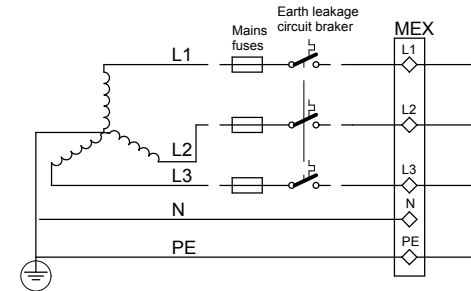 Earth leakage
circuit braker
Mains
fuses
MEX
L1
L1
L2
L2
L3
L3
N
N
PE
PE